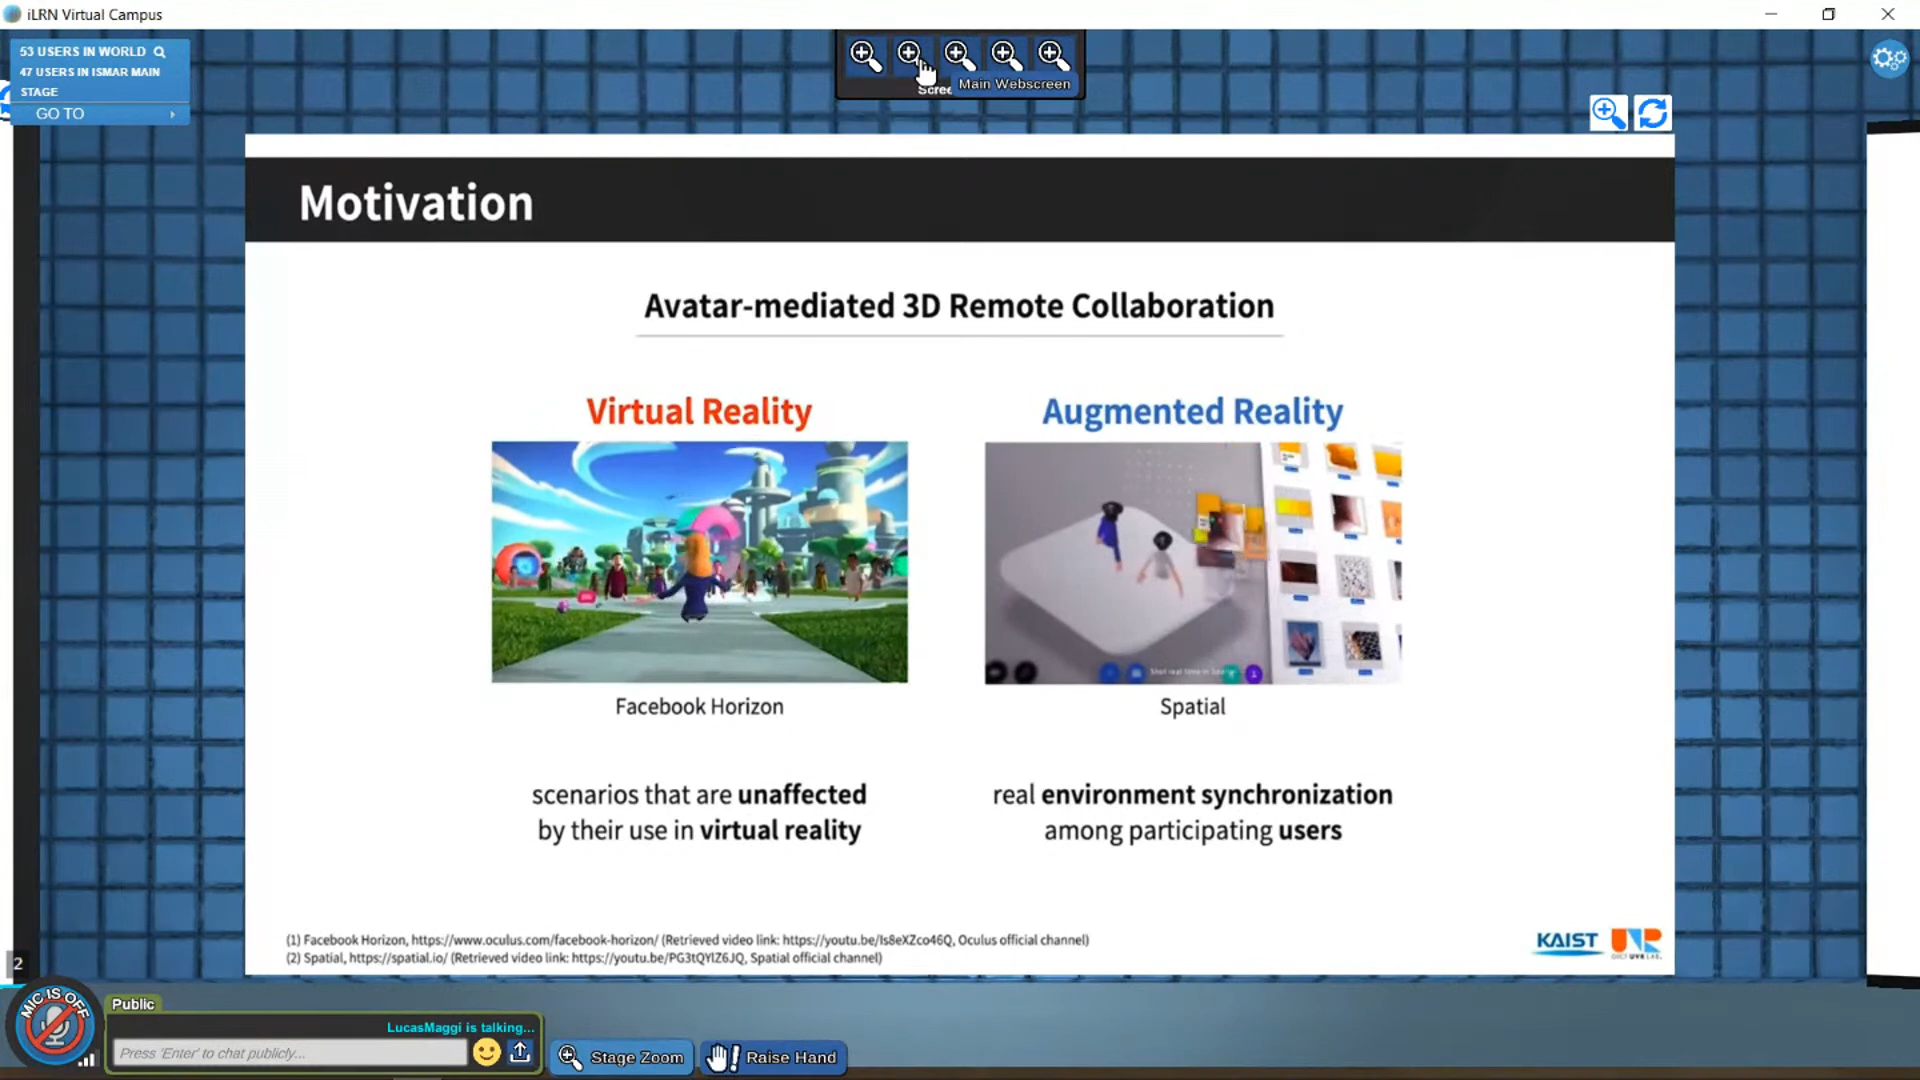 iLRN Virtual Campus
53 USERS IN WORLD
47 USERS IN ISMAR MAIN
STAGE
GO TO
Main Webscreen
Motivation
Avatar-mediated 3D Remote Collaboration
Virtual Reality
Augmented Reality
Facebook Horizon
Spatial
scenarios that are unaffected
by their use in virtual reality
real environment synchronization
among participating users
(1) Facebook Horizon, https://www.oculus.com/facebook-horizon/ (Retrieved video link: https://youtu.be/Is8eXZco46Q, Oculus official channel)
(2) Spatial, https://spatial.io/ (Retrieved video link: https://youtu.be/PG3tQYlZ6JQ, Spatial official channel)
KAIST
UVR
2
MIC IS OFF
Public
LucasMaggi is talking...
Press 'Enter' to chat publicly...
Stage Zoom
Raise Hand